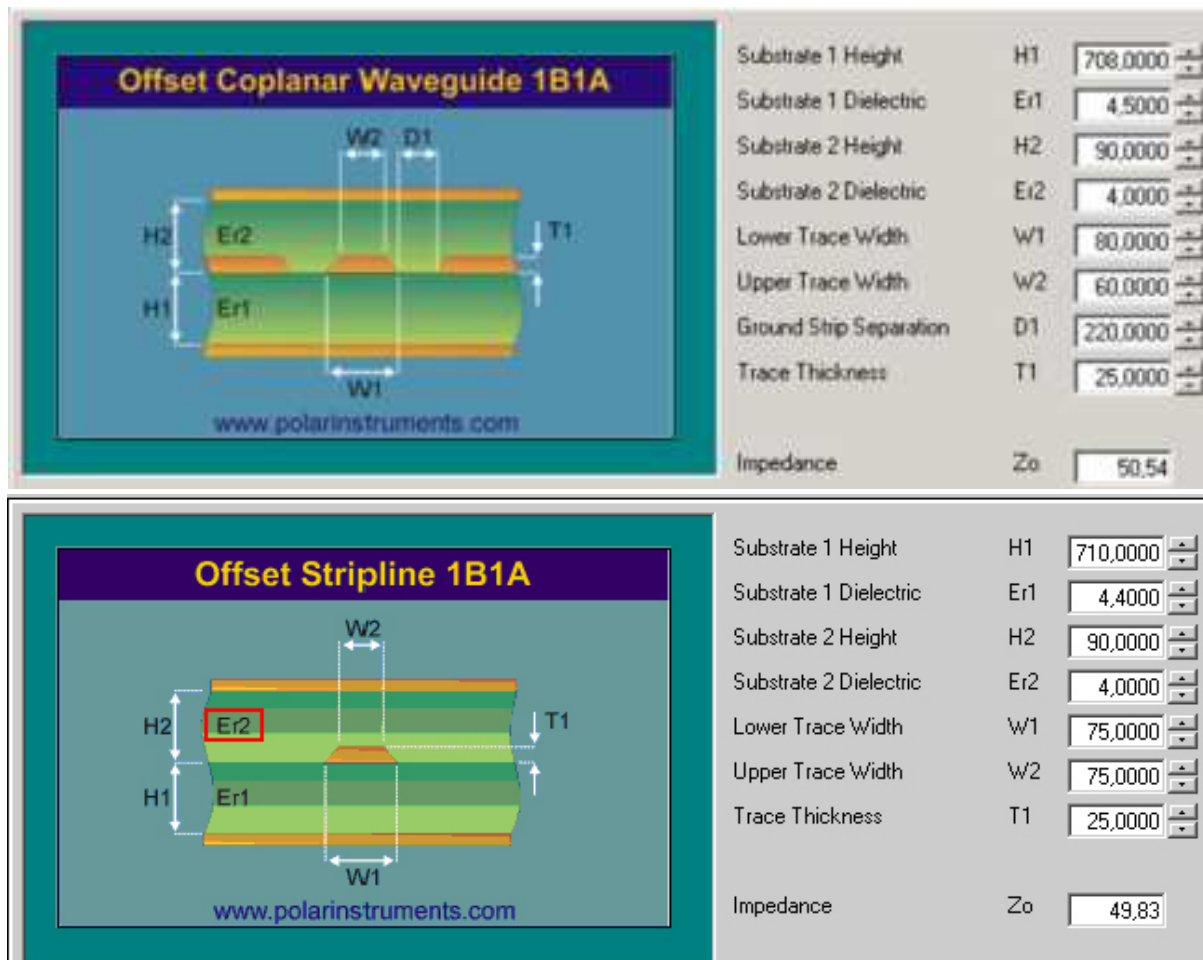 Offset Coplanar Waveguide 1B1A
W2 D1
H2 Er2 T1
H1 Er1
W1
www.polarinstruments.com
Substrate 1 Height H1 708,0000
Substrate 1 Dielectric Er1 4,5000
Substrate 2 Height H2 90,0000
Substrate 2 Dielectric Er2 4,0000
Lower Trace Width W1 80,0000
Upper Trace Width W2 60,0000
Ground Strip Separation D1 220,0000
Trace Thickness T1 25,0000
Impedance Zo 50,54
Offset Stripline 1B1A
W2
H2 Er2 T1
H1 Er1
W1
www.polarinstruments.com
Substrate 1 Height H1 710,0000
Substrate 1 Dielectric Er1 4,4000
Substrate 2 Height H2 90,0000
Substrate 2 Dielectric Er2 4,0000
Lower Trace Width W1 75,0000
Upper Trace Width W2 75,0000
Trace Thickness T1 25,0000
Impedance Zo 49,83